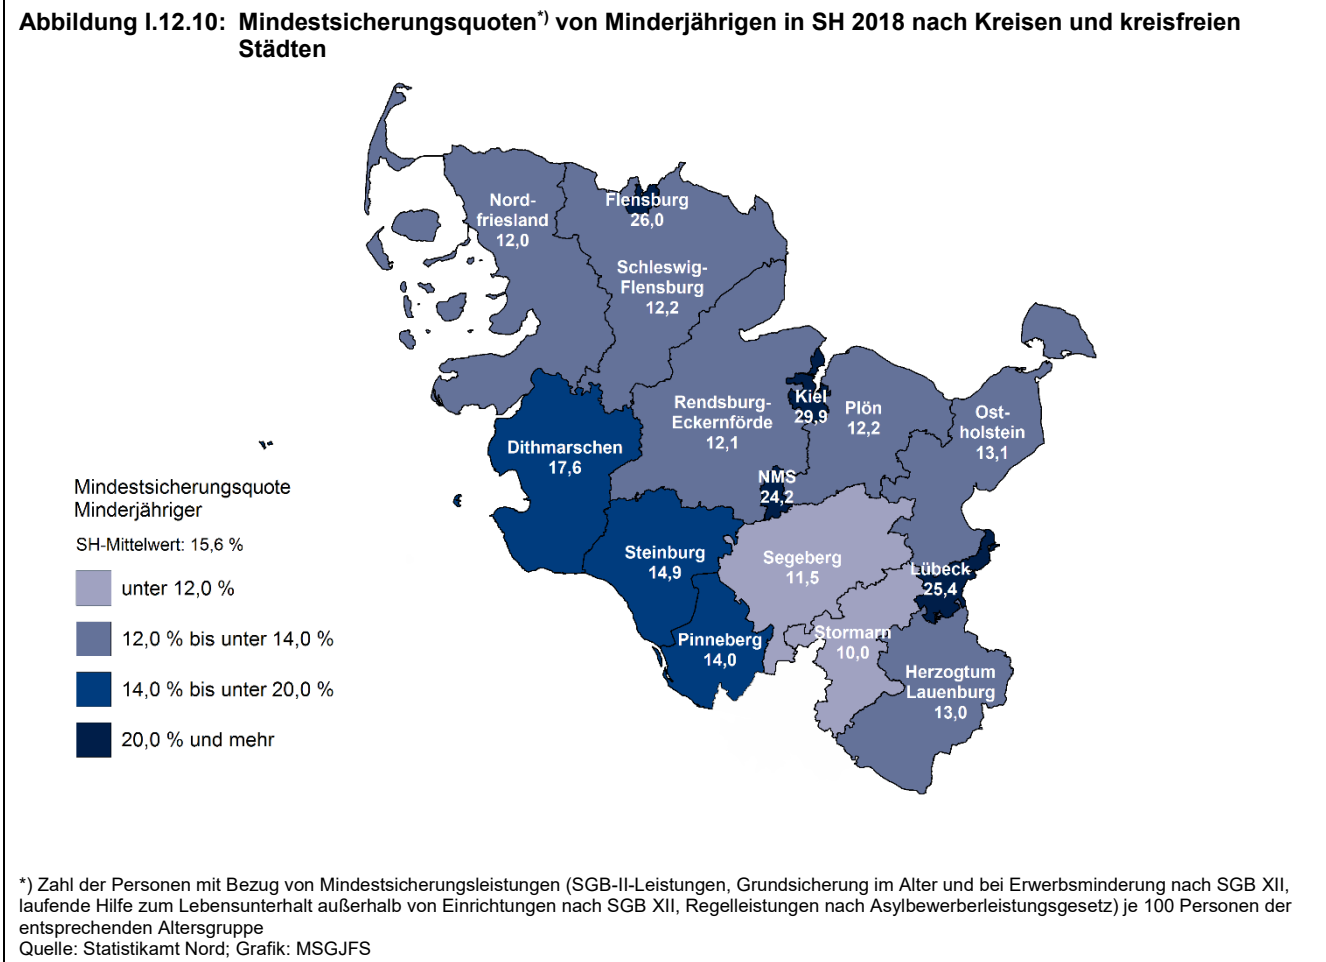 Abbildung I.12.10: Mindestsicherungsquoten*) von Minderjährigen in SH 2018 nach Kreisen und kreisfreien
Städten
Nord-
friesland
12,0
Flensburg
26,0
Schleswig-
Flensburg
12,2
Rendsburg-
Eckernförde
12,1
Kiel
29,9
Plön
12,2
Ost-
holstein
13,1
Dithmarschen
17,6
NMS
24,2
Steinburg
14,9
Segeberg
11,5
Lübeck
25,4
Pinneberg
14,0
Stormarn
10,0
Herzogtum
Lauenburg
13,0
Mindestsicherungsquote
Minderjähriger
SH-Mittelwert: 15,6 %
unter 12,0 %
12,0 % bis unter 14,0 %
14,0 % bis unter 20,0 %
20,0 % und mehr
*) Zahl der Personen mit Bezug von Mindestsicherungsleistungen (SGB-II-Leistungen, Grundsicherung im Alter und bei Erwerbsminderung nach SGB XII,
laufende Hilfe zum Lebensunterhalt außerhalb von Einrichtungen nach SGB XII, Regelleistungen nach Asylbewerberleistungsgesetz) je 100 Personen der
entsprechenden Altersgruppe
Quelle: Statistikamt Nord; Grafik: MSGJFS